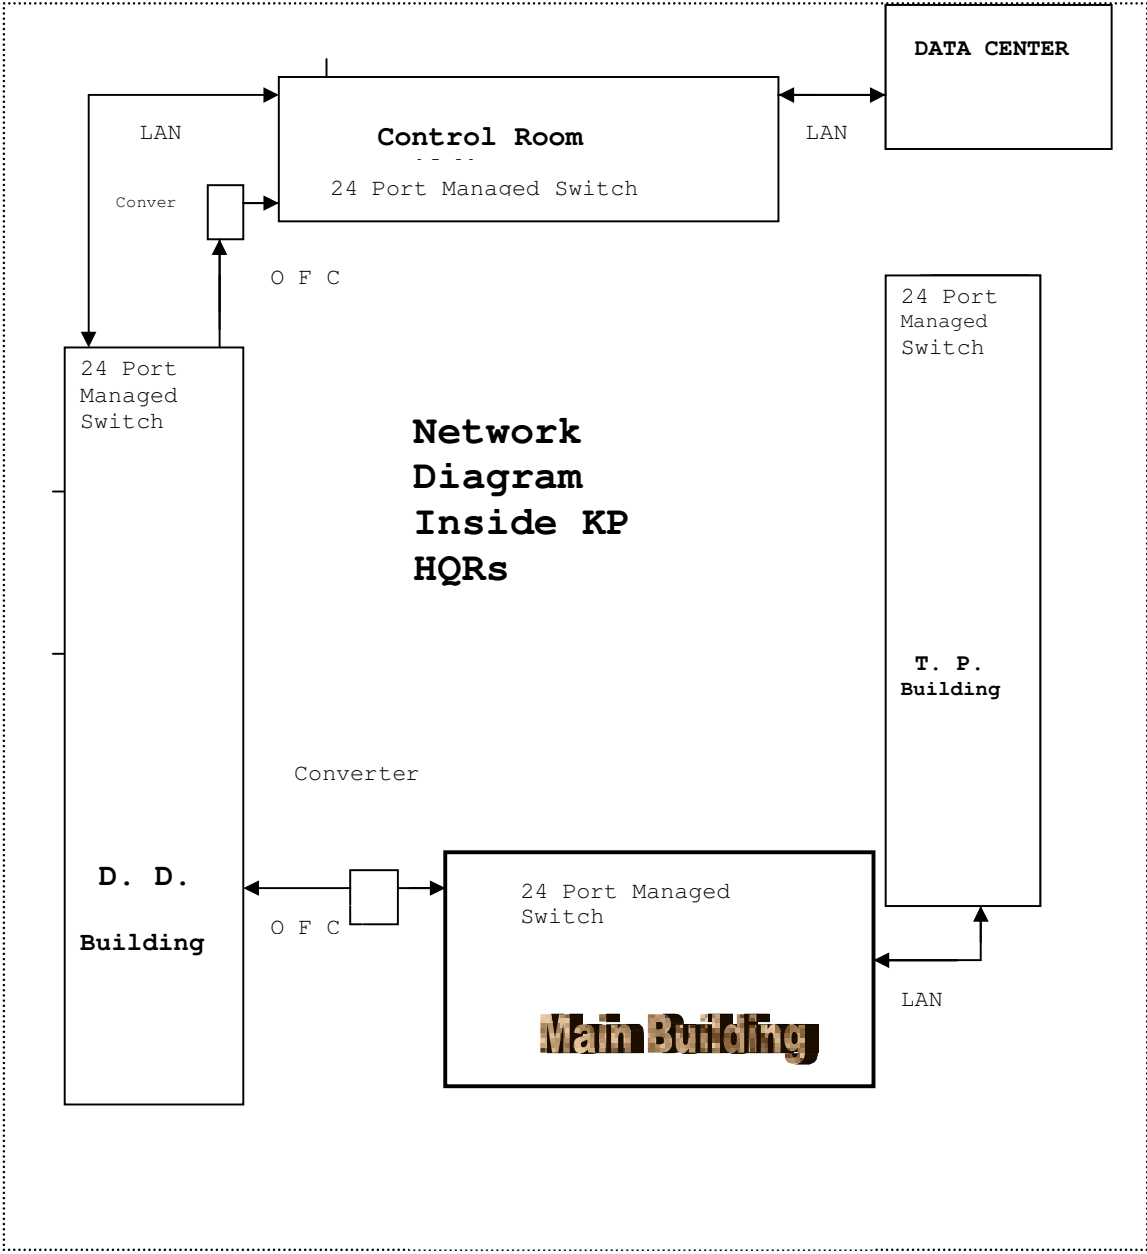 DATA CENTER
LAN
Control Room
LAN
24 Port Managed Switch
Conver
O F C
24 Port
Managed
Switch
24 Port
Managed
Switch
Network
Diagram
Inside KP
HQRs
T. P.
Building
Converter
D. D.
Building
O F C
24 Port Managed
Switch
LAN
Main Building